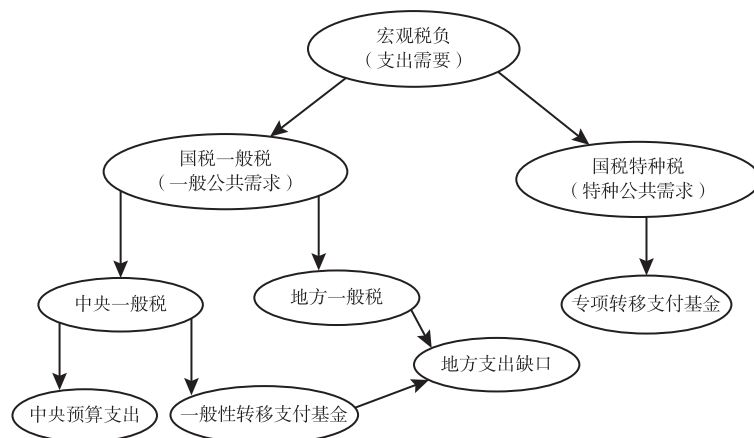 宏观税负
（支出需要）
国税一般税
（一般公共需求）
国税特种税
（特种公共需求）
中央一般税
地方一般税
专项转移支付基金
地方支出缺口
中央预算支出
一般性转移支付基金